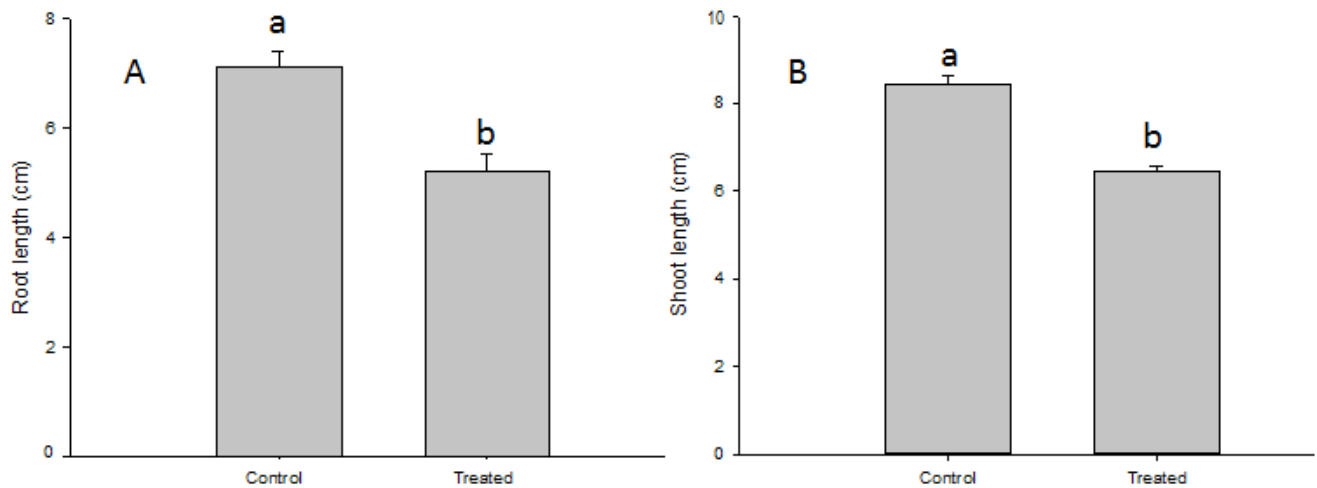 A
a
b
8
6
4
2
0
Root length (cm)
Control
Treated
B
a
b
10
8
6
4
2
0
Shoot length (cm)
Control
Treated